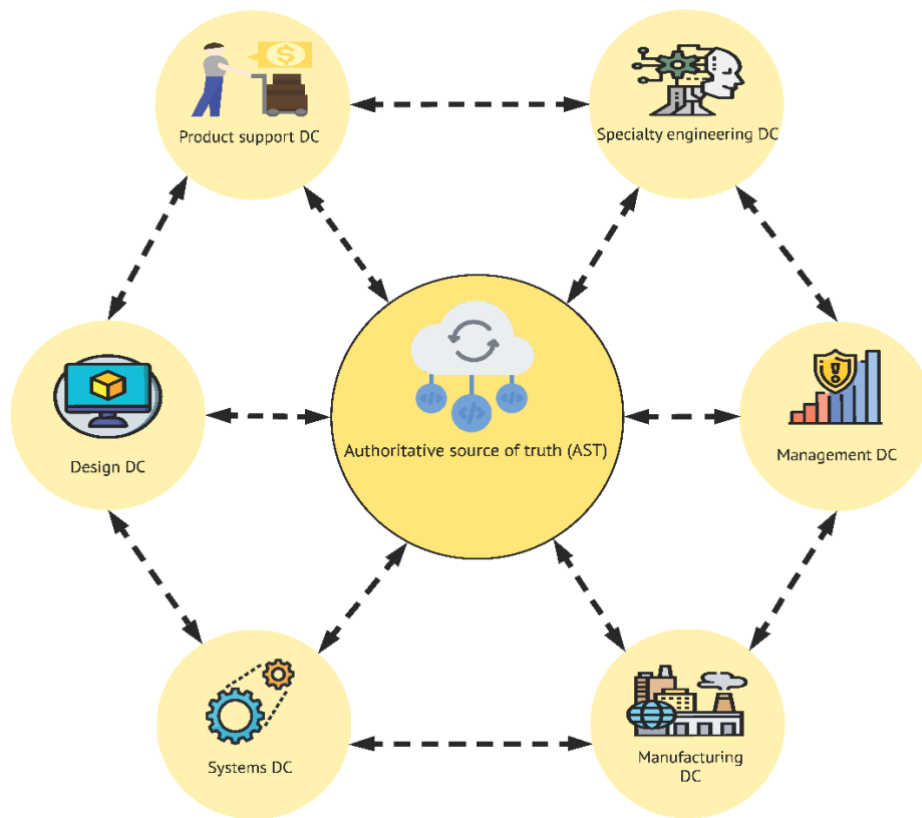 Product support DC
Specialty engineering DC
Authoritative source of truth (AST)
Design DC
Management DC
Systems DC
Manufacturing
DC